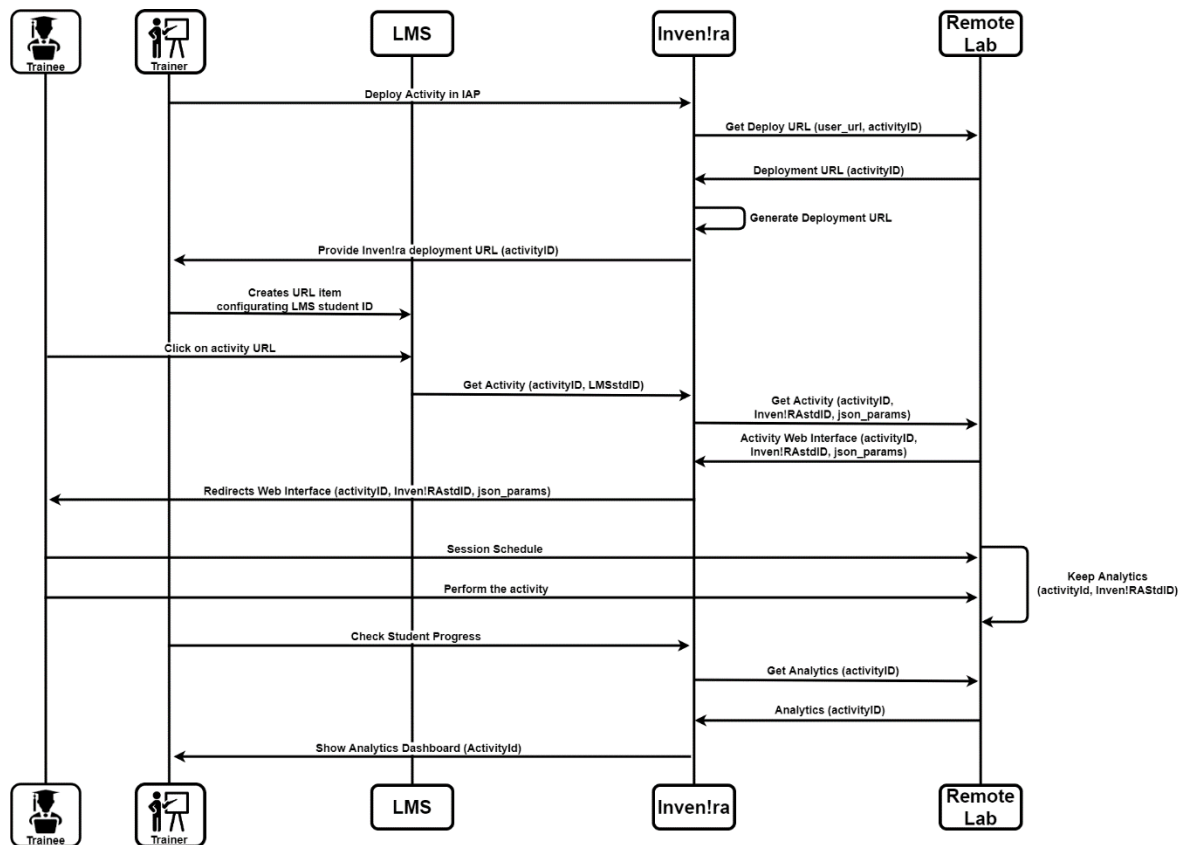 Trainee
Trainer
LMS
Inven!ra
Remote
Lab
Deploy Activity in IAP
Get Deploy URL (user_url, activityID)
Deployment URL (activityID)
Generate Deployment URL
Provide Inven!ra deployment URL (activityID)
Creates URL item
configurating LMS student ID
Click on activity URL
Get Activity (activityID, LMSstdID)
Get Activity (activityID,
Inven!RAstdID, json_params)
Activity Web Interface (activityID,
Inven!RAstdID, json_params)
Redirects Web Interface (activityID, Inven!RAstdID, json_params)
Session Schedule
Keep Analytics
(activityId, Inven!RAStdID)
Perform the activity
Check Student Progress
Get Analytics (activityID)
Analytics (activityID)
Show Analytics Dashboard (ActivityId)
Trainee
Trainer
LMS
Inven!ra
Remote
Lab